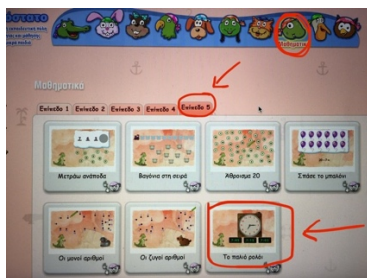 Μαθηματικά
Μαθηματικά
Επίπεδο 1 Επίπεδο 2 Επίπεδο 3 Επίπεδο 4 Επίπεδο 5
Μετράω ανάποδα
Βαγόνια στη σειρά
Άθροισμα 20
Σπάσε το μπαλόνι
Οι μονοί αριθμοί
Οι ζυγοί αριθμοί
Το παλιό ρολόι